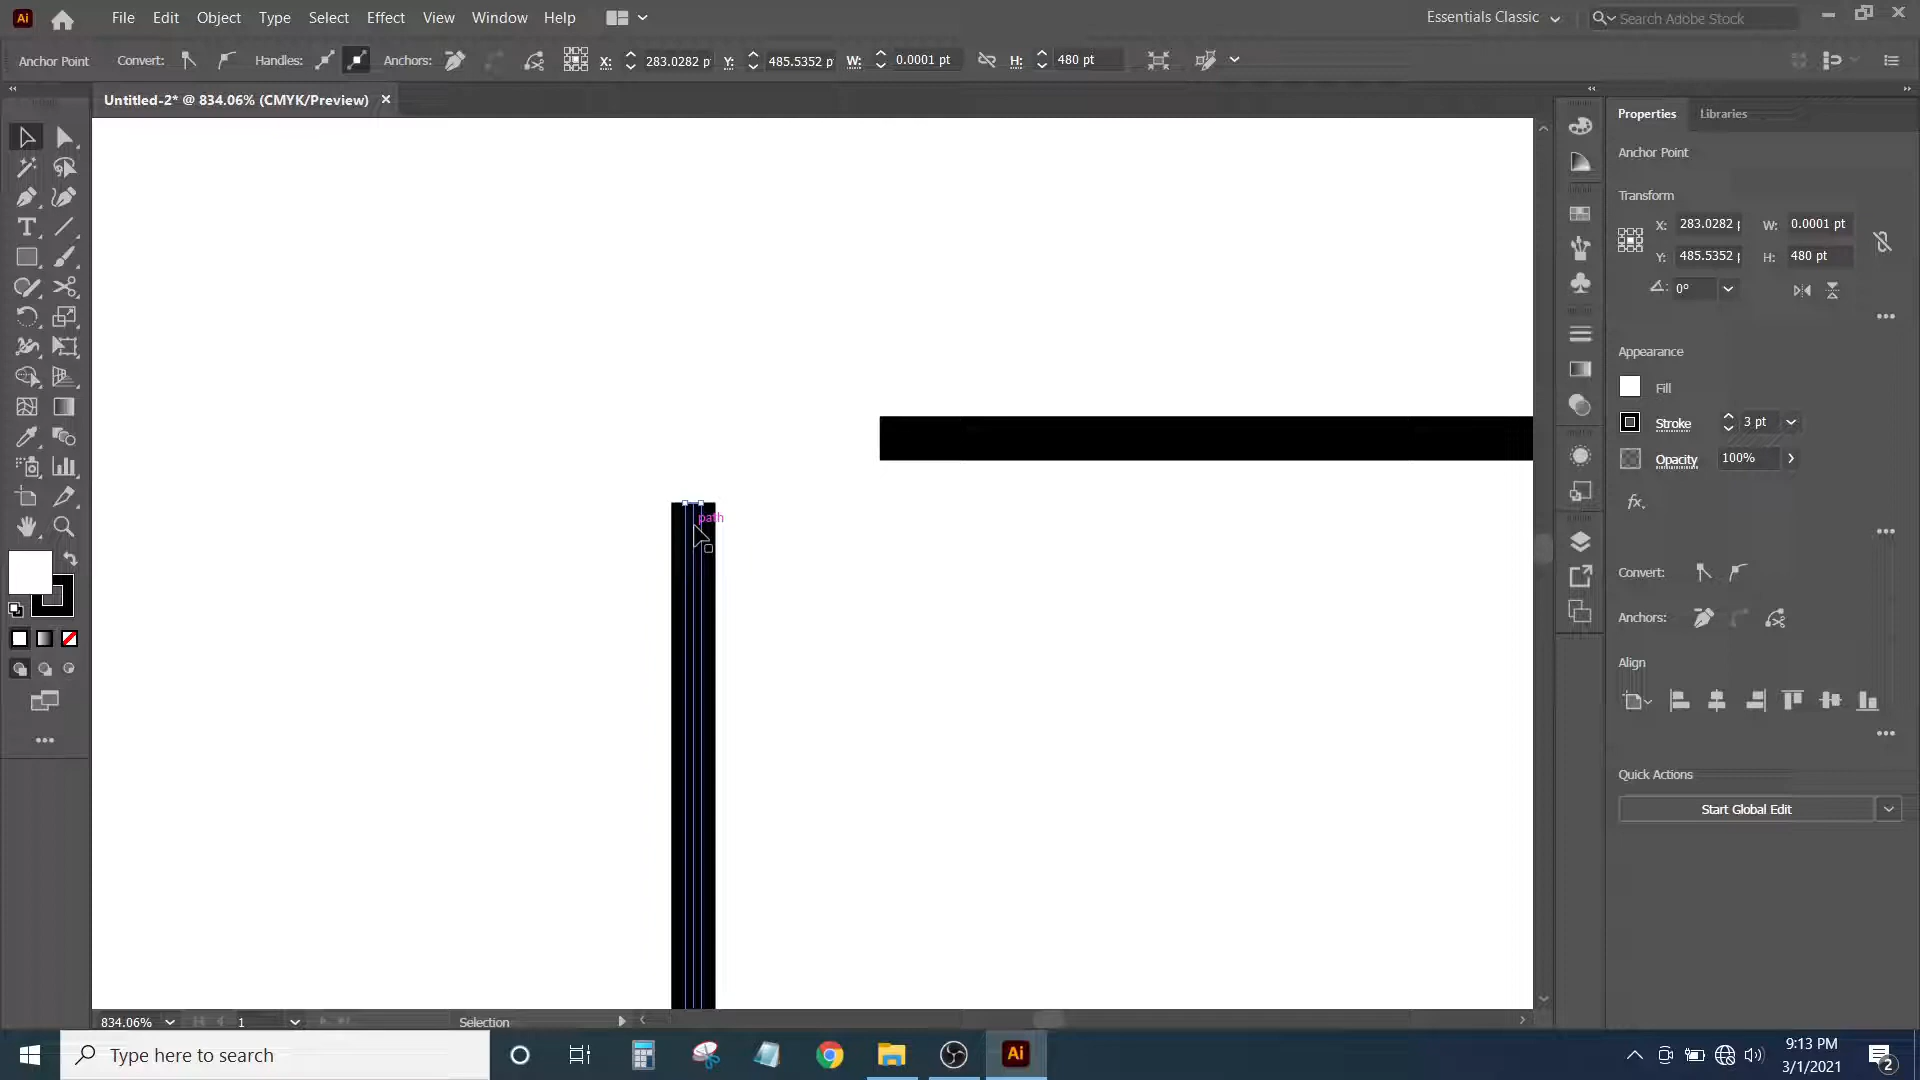 Ai File Edit Object Type Select Effect View Window Help Essentials Classic Search Adobe Stock
Anchor Point Convert: Handles: Anchors: X: 283.0282 p Y: 485.5352 p W: 0.0001 pt H: 480 pt
Untitled-2* @ 834.06% (CMYK/Preview) ×
Properties Libraries
Anchor Point
Transform
X: 283.0282 W: 0.0001 pt
Y: 485.5352 H: 480 pt
0°
Appearance
Fill
Stroke 3 pt
Opacity 100%
fx.
path
Convert:
Anchors:
Align
Quick Actions
Start Global Edit
834.06% 1 Selection
Type here to search
Ai
9:13 PM
3/1/2021
2